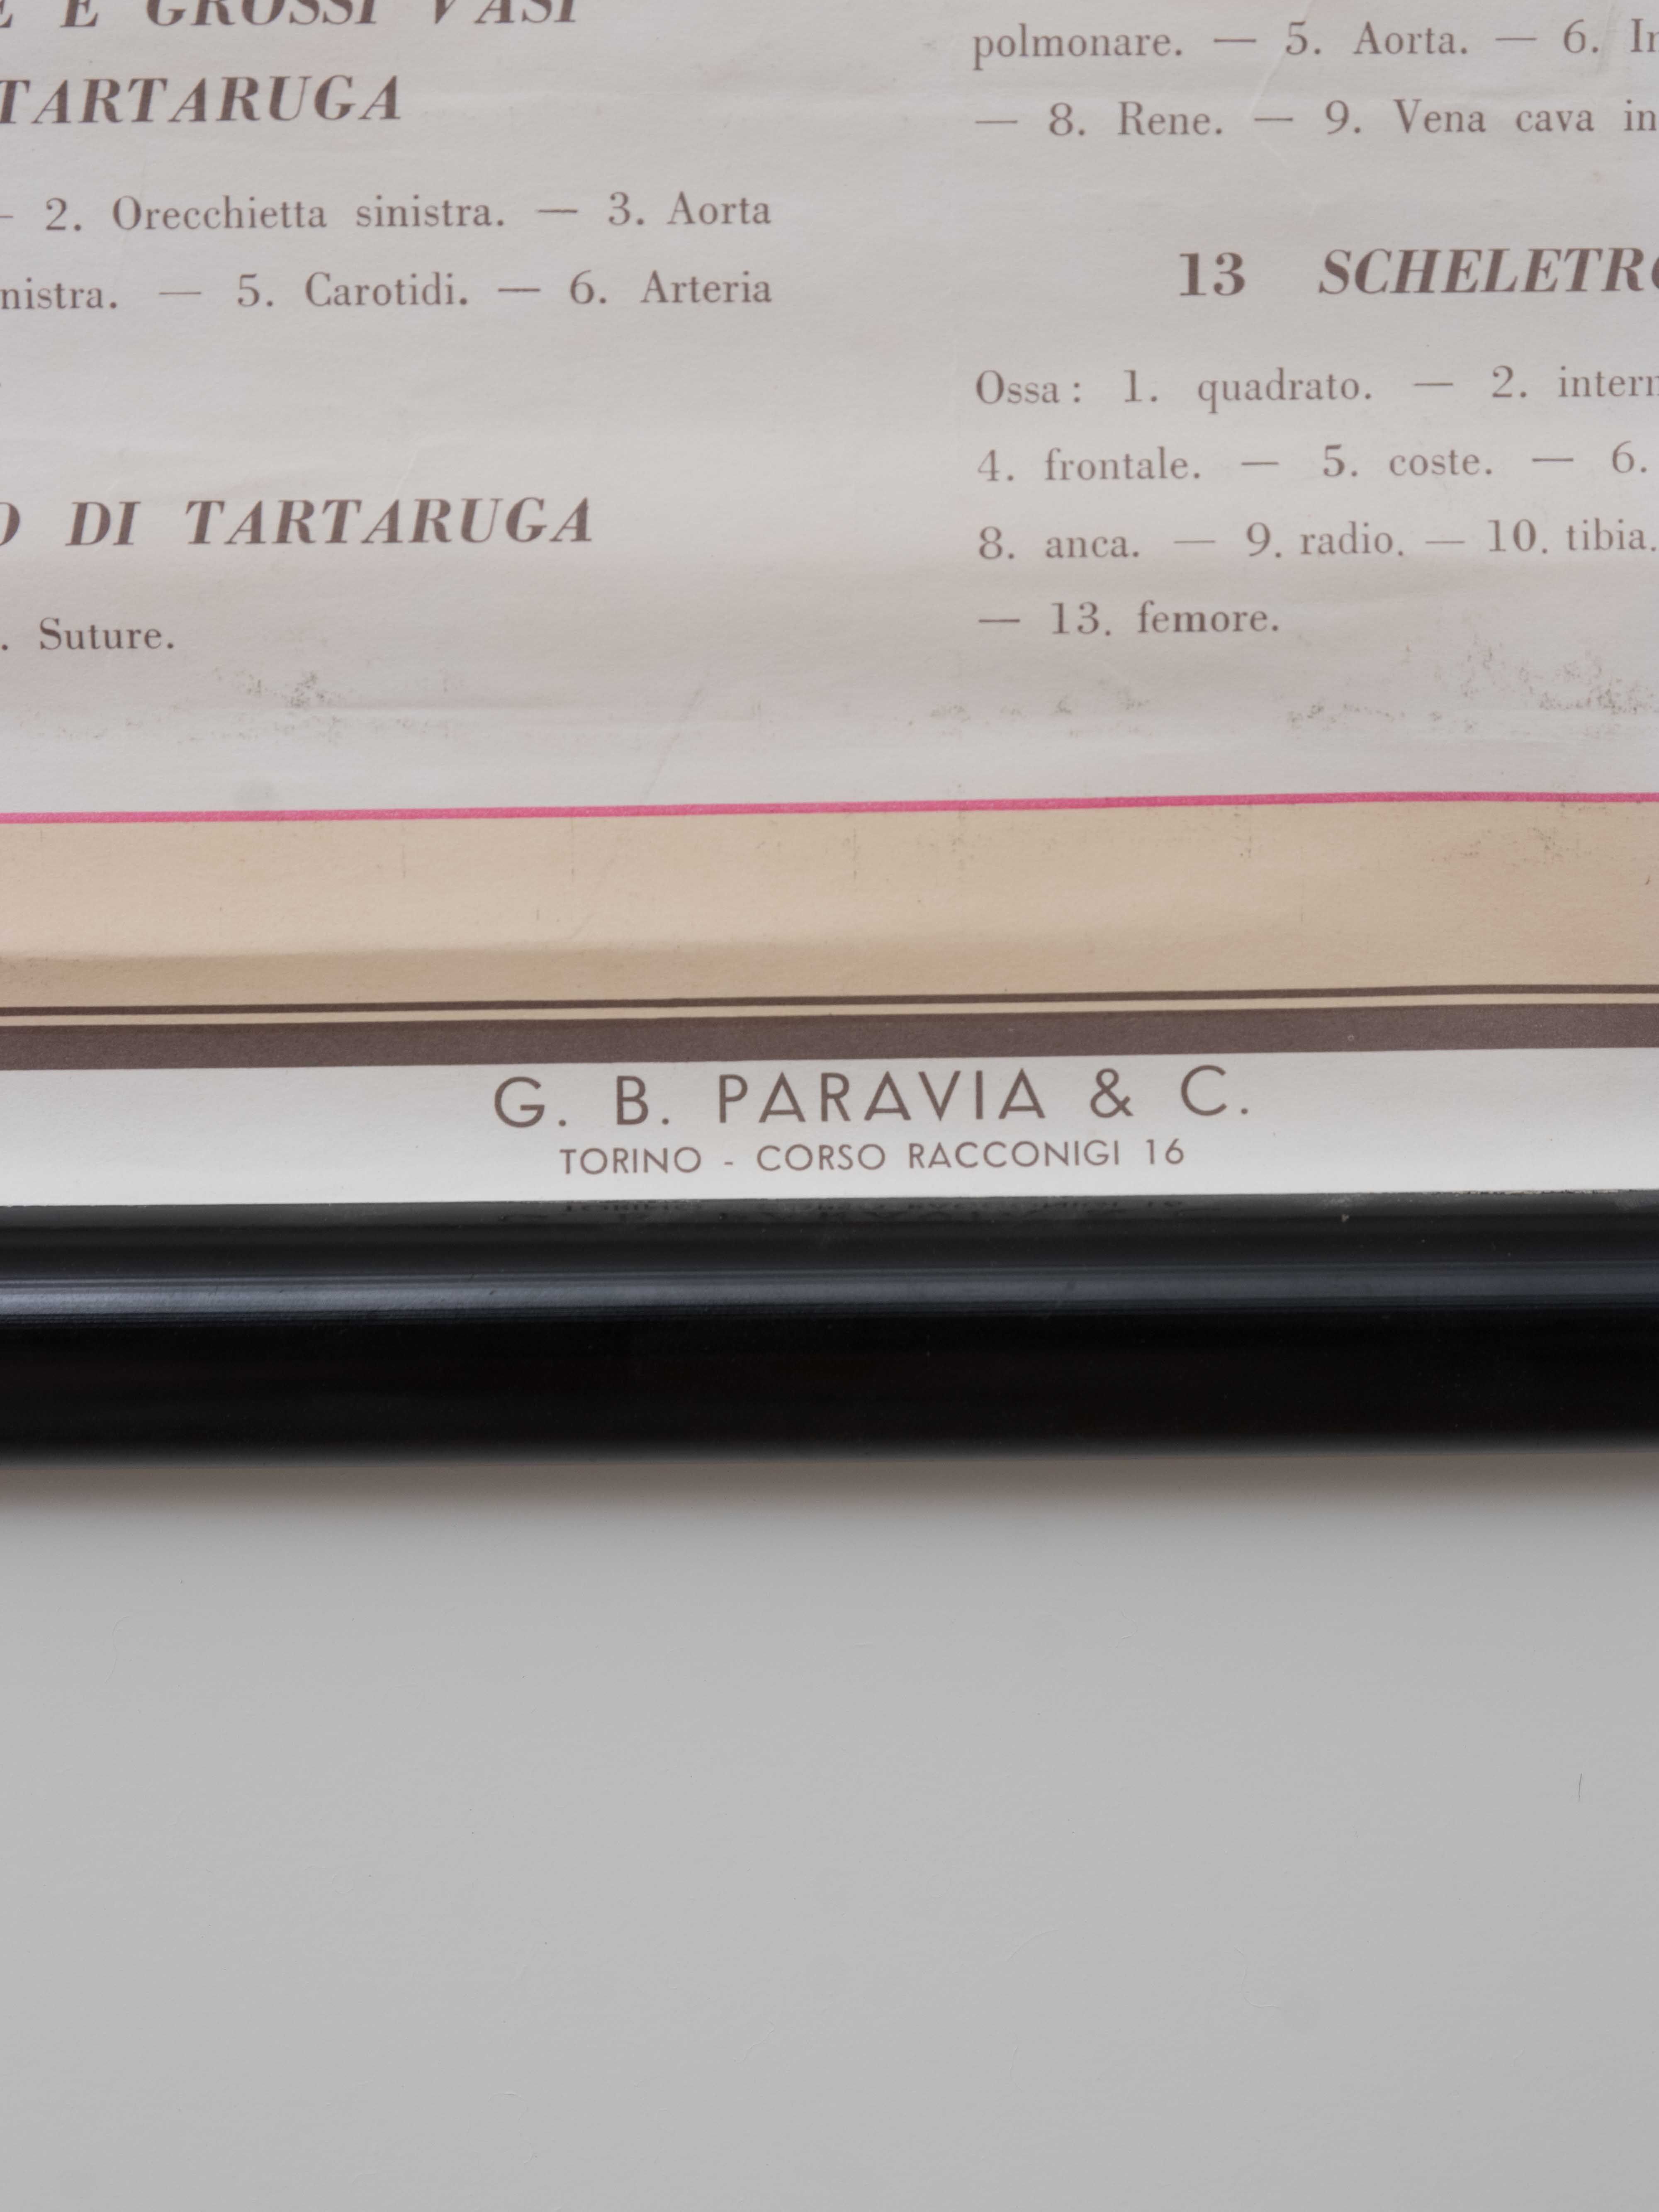 E GROSSI VASI
TARTARUGA
2. Orecchietta sinistra. — 3. Aorta
5. Carotidi. — 6. Arteria
DI TARTARUGA
Suture.
polmonare. — 5. Aorta. — 6.
— 8. Rene. — 9. Vena cava
13 SCHELETRO
Ossa: 1. quadrato. — 2.
4. frontale. — 5. coste. — 6.
8. anca. — 9. radio. — 10. tibia.
— 13. femore.
G. B. PARAVIA & C.
TORINO - CORSO RACCONIGI 16